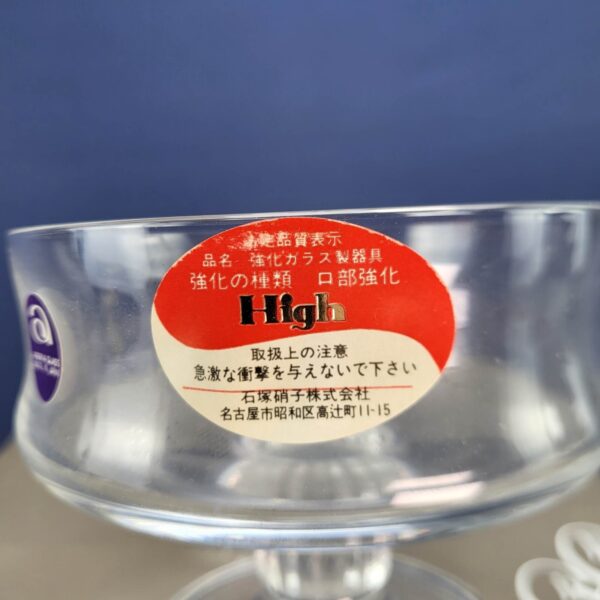 品質表示
品名 強化ガラス製器具
強化の種類 口部強化
High
取扱上の注意
急激な衝撃を与えないで下さい
石塚硝子株式会社
名古屋市昭和区高辻町11-15